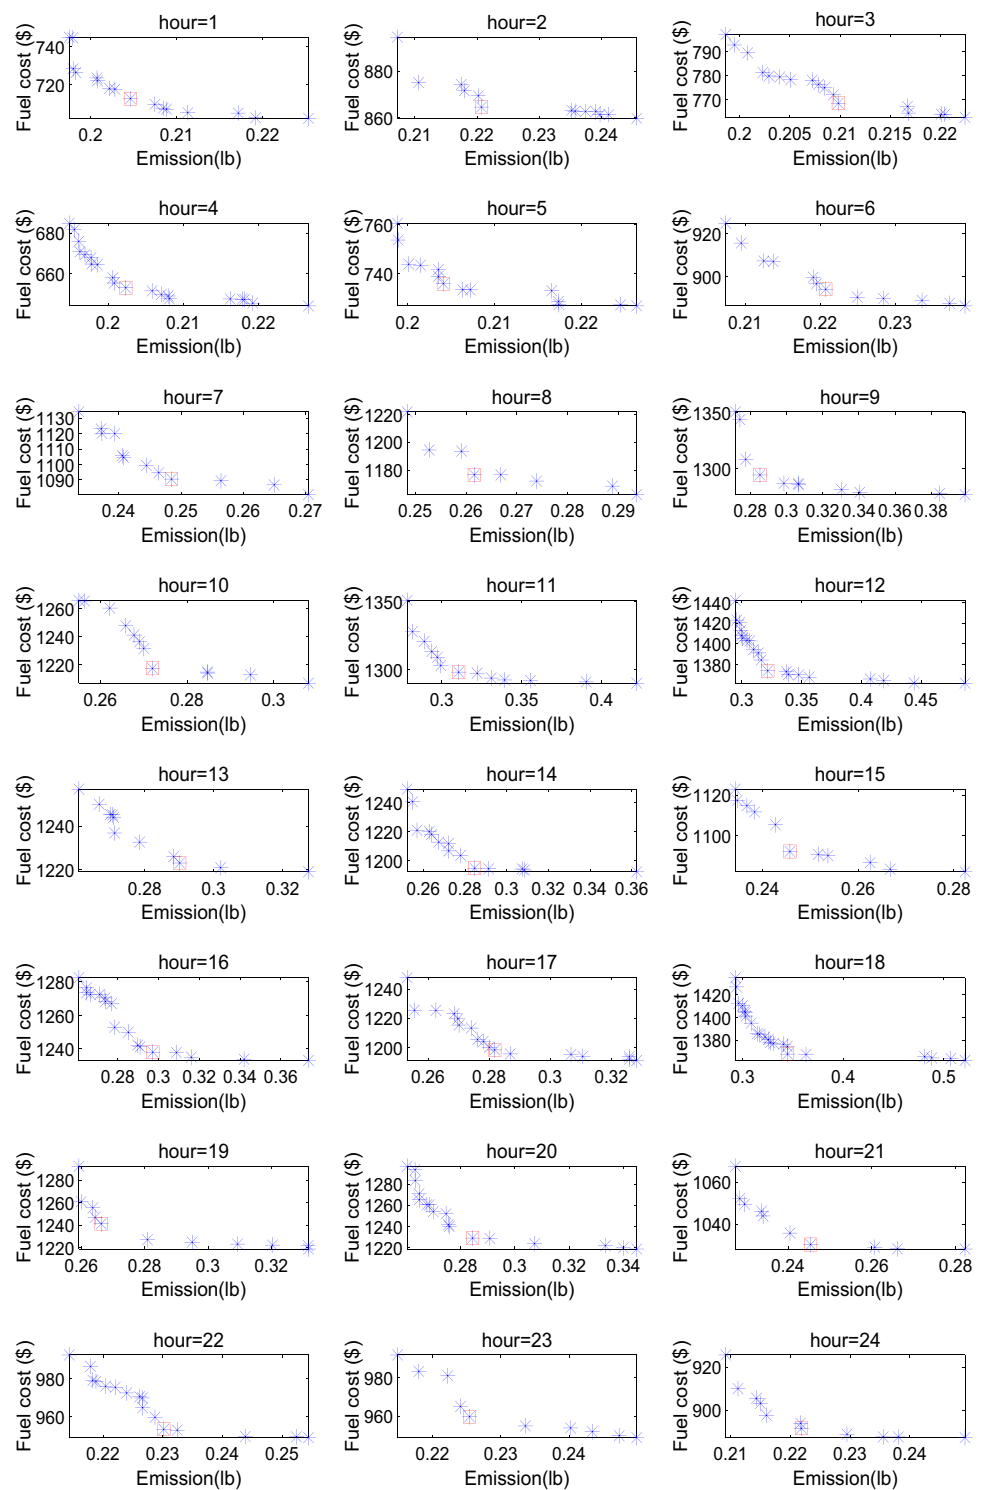 hour=1
Fuel cost ($)
740
720
0.2 0.21 0.22
Emission(lb)
hour=2
Fuel cost ($)
880
860
0.21 0.22 0.23 0.24
Emission(lb)
hour=3
Fuel cost ($)
790
780
770
0.2 0.205 0.21 0.215 0.22
Emission(lb)
hour=4
Fuel cost ($)
680
660
0.2 0.21 0.22
Emission(lb)
hour=5
Fuel cost ($)
760
740
0.2 0.21 0.22
Emission(lb)
hour=6
Fuel cost ($)
920
900
0.21 0.22 0.23
Emission(lb)
hour=7
Fuel cost ($)
1130
1120
1110
1100
1090
0.24 0.25 0.26 0.27
Emission(lb)
hour=8
Fuel cost ($)
1220
1200
1180
0.25 0.26 0.27 0.28 0.29
Emission(lb)
hour=9
Fuel cost ($)
1350
1300
0.28 0.3 0.32 0.34 0.36 0.38
Emission(lb)
hour=10
Fuel cost ($)
1260
1240
1220
0.26 0.27 0.28 0.29 0.3
Emission(lb)
hour=11
Fuel cost ($)
1350
1300
0.3 0.35 0.4
Emission(lb)
hour=12
Fuel cost ($)
1440
1420
1400
1380
0.3 0.35 0.4 0.45
Emission(lb)
hour=13
Fuel cost ($)
1240
1220
0.28 0.3 0.32
Emission(lb)
hour=14
Fuel cost ($)
1240
1220
1200
0.26 0.28 0.3 0.32 0.34 0.36
Emission(lb)
hour=15
Fuel cost ($)
1120
1100
0.24 0.26 0.28
Emission(lb)
hour=16
Fuel cost ($)
1280
1260
1240
0.28 0.3 0.32 0.34 0.36
Emission(lb)
hour=17
Fuel cost ($)
1240
1220
1200
0.26 0.28 0.3 0.32
Emission(lb)
hour=18
Fuel cost ($)
1420
1400
1380
0.3 0.4 0.5
Emission(lb)
hour=19
Fuel cost ($)
1280
1260
1240
1220
0.26 0.28 0.3 0.32
Emission(lb)
hour=20
Fuel cost ($)
1280
1260
1240
1220
0.28 0.3 0.32 0.34
Emission(lb)
hour=21
Fuel cost ($)
1060
1040
0.24 0.26 0.28
Emission(lb)
hour=22
Fuel cost ($)
980
960
0.22 0.23 0.24 0.25
Emission(lb)
hour=23
Fuel cost ($)
980
960
0.22 0.23 0.24 0.25
Emission(lb)
hour=24
Fuel cost ($)
920
900
0.21 0.22 0.23 0.24
Emission(lb)